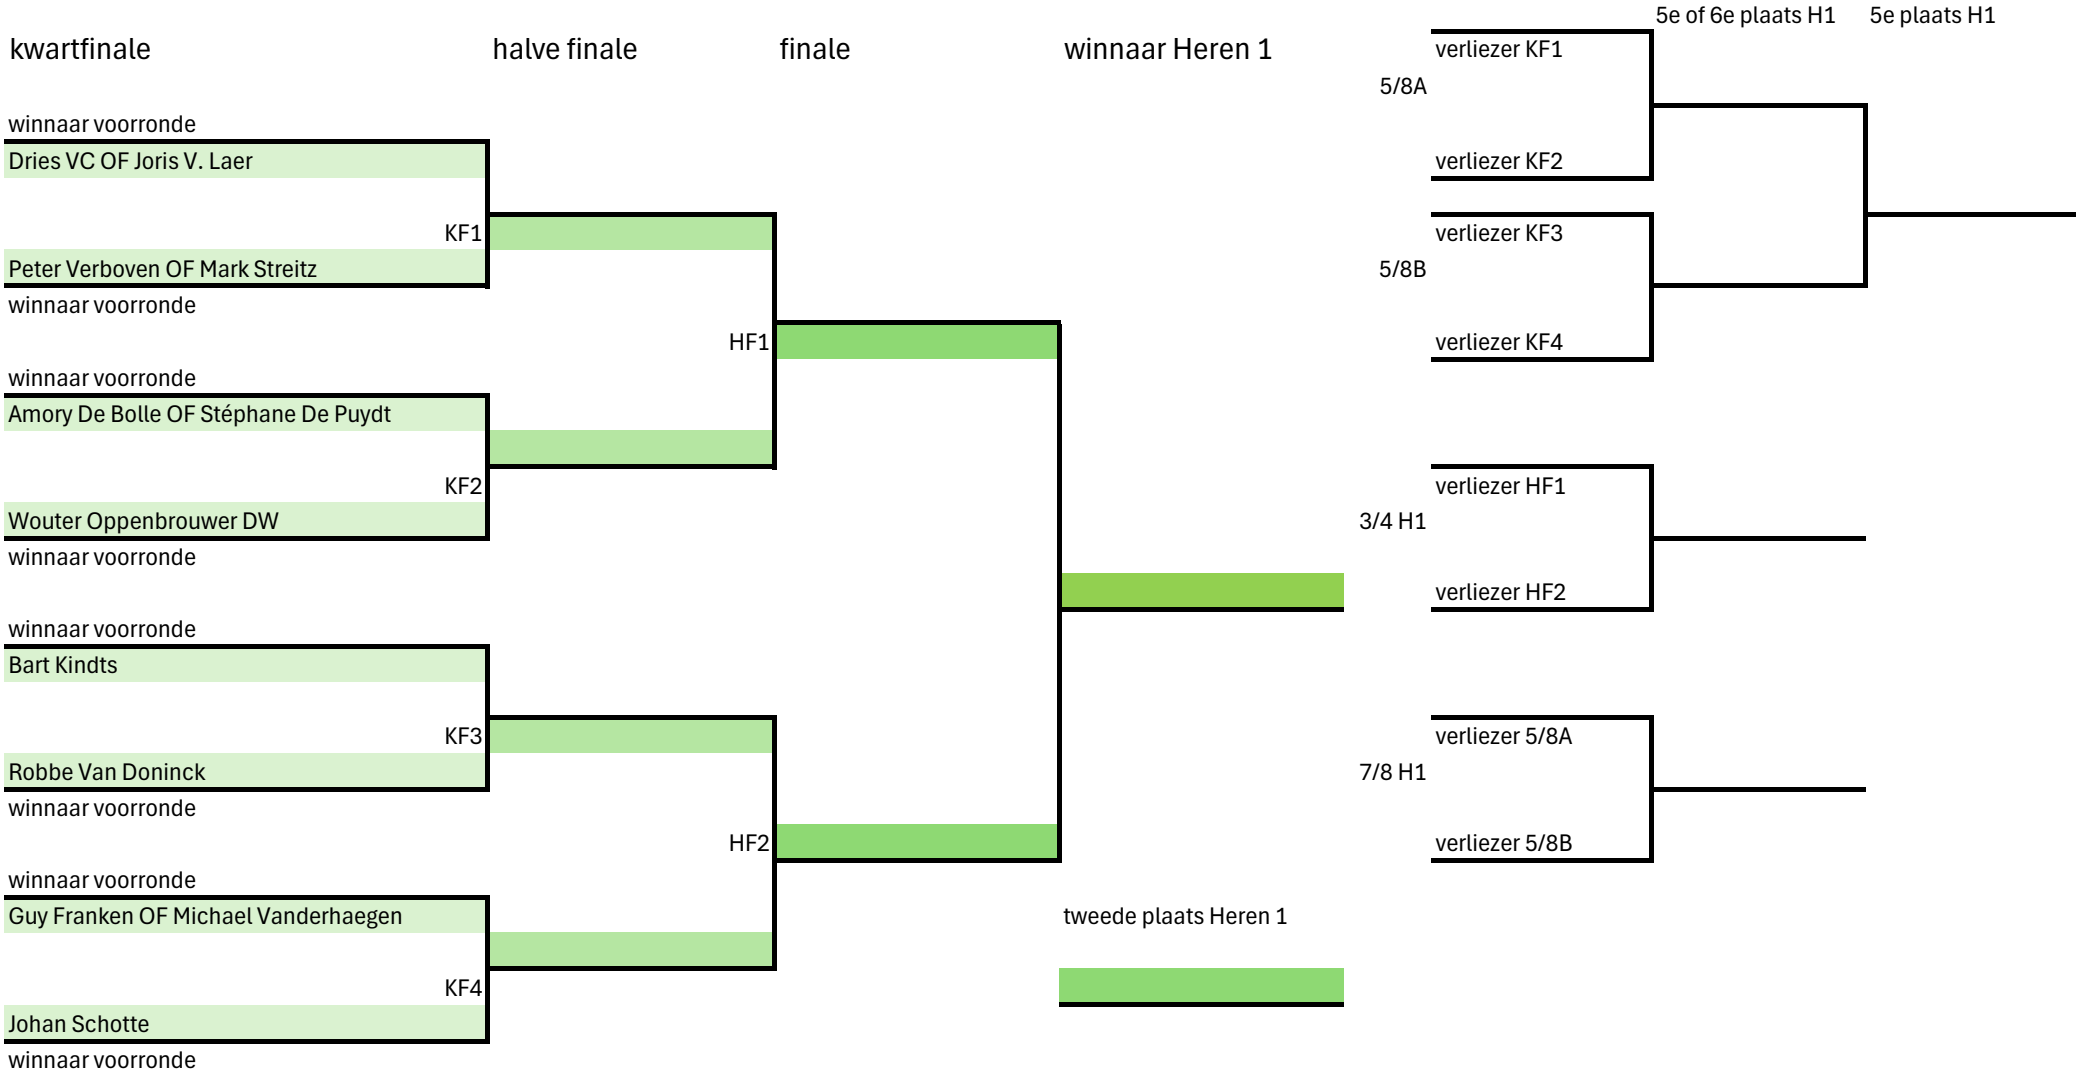 kwartfinale
halve finale
finale
winnaar Heren 1
winnaar voorronde
Dries VC OF Joris V. Laer
KF1
Peter Verboven OF Mark Streitz
winnaar voorronde
HF1
winnaar voorronde
Amory De Bolle OF Stéphane De Puydt
KF2
Wouter Oppenbrouwer DW
winnaar voorronde
winnaar voorronde
Bart Kindts
KF3
Robbe Van Doninck
winnaar voorronde
HF2
winnaar voorronde
Guy Franken OF Michael Vanderhaegen
KF4
Johan Schotte
winnaar voorronde
tweede plaats Heren 1
5e of 6e plaats H1
5e plaats H1
verliezer KF1
5/8A
verliezer KF2
verliezer KF3
5/8B
verliezer KF4
verliezer HF1
3/4 H1
verliezer HF2
verliezer 5/8A
7/8 H1
verliezer 5/8B